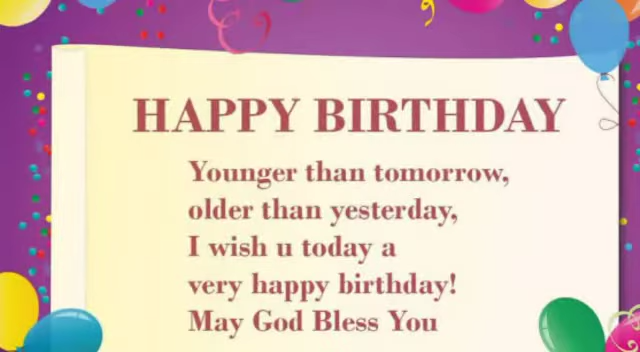 HAPPY BIRTHDAY
Younger than tomorrow,
older than yesterday,
I wish u today a
very happy birthday!
May God Bless You